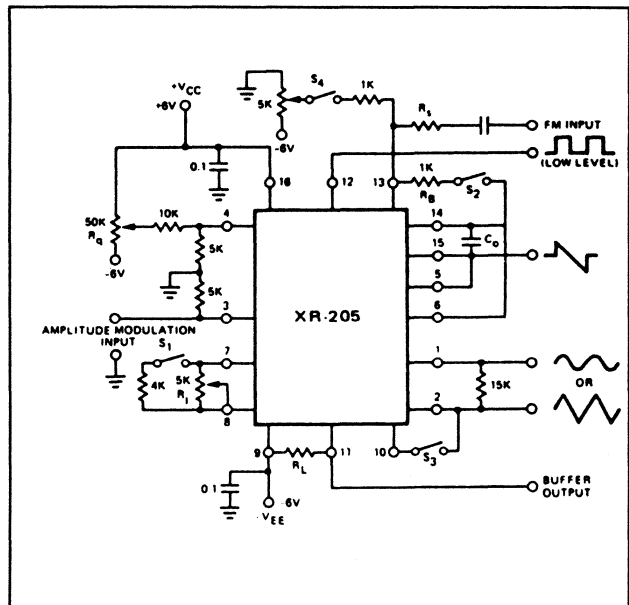 +VCC
+6V
S4
1K
5K
-6V
Rs
FM INPUT
(LOW LEVEL)
0.1
16
12
13
1K
RB
S2
50K
Rq
10K
4
14
15
Co
-6V
5K
5K
5
6
XR-205
3
AMPLITUDE MODULATION
INPUT
S1
7
1
4K
5K
Rj
8
2
15K
OR
9
RL
11
10
S3
0.1
-6V
VEE
BUFFER
OUTPUT